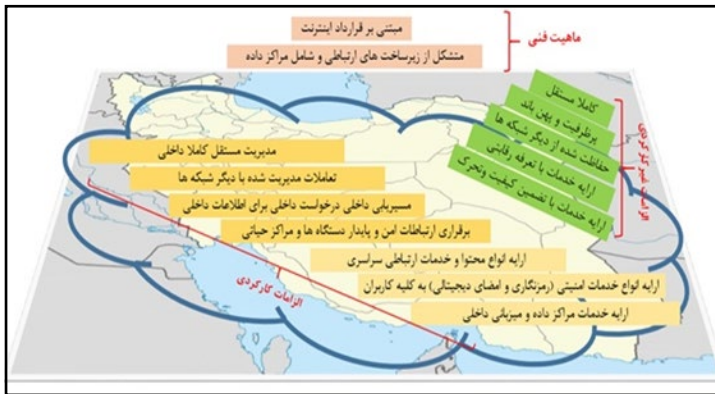 مبتنی بر قرارداد اینترنت
ماهیت فنی
متشکل از زیرساخت های ارتباطی و شامل مراکز داده
کاملا مستقل
پرظرفیت و پهن باند
حفاظت شده از دیگر شبکه ها
ارایه خدمات با تعرفه رقابتی
ارایه خدمات با تضمین کیفیت وتحرک
الزامات غیر کارکردی
مدیریت مستقل کاملا داخلی
تعاملات مدیریت شده با دیگر شبکه ها
مسیریابی داخلی درخواست داخلی برای اطلاعات داخلی
برقراری ارتباطات امن و پایدار دستگاه ها و مراکز حیاتی
ارایه انواع محتوا و خدمات ارتباطی سراسری
ارایه انواع خدمات امنیتی (رمزنگاری و امضای دیجیتالی) به کلیه کاربران
ارایه خدمات مراکز داده و میزبانی داخلی
الزامات کارکردی